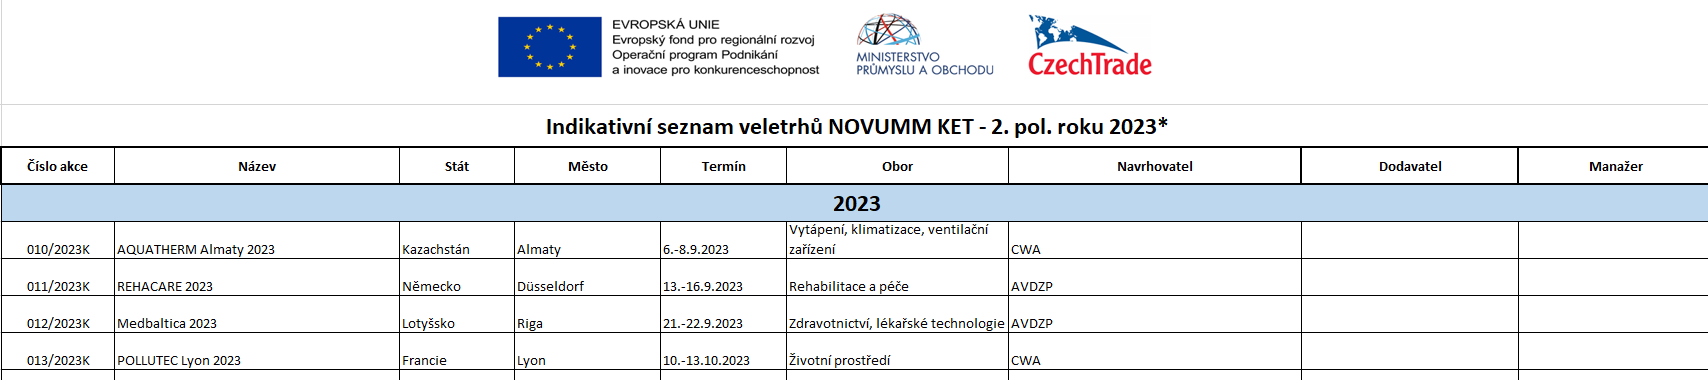 EVROPSKÁ UNIE
Evropský fond pro regionální rozvoj
Operační program Podnikání
a inovace pro konkurenceschopnost
MINISTERSTVO
PRŮMYSLU A OBCHODU
CzechTrade
Indikativní seznam veletrhů NOVUMM KET - 2. pol. roku 2023*
Číslo akce Název Stát Město Termín Obor Navrhovatel Dodavatel Manažer
2023
010/2023K AQUATHERM Almaty 2023 Kazachstán Almaty 6.-8.9.2023 Vytápení, klimatizace, ventilační
zařízení CWA
011/2023K REHACARE 2023 Německo Düsseldorf 13.-16.9.2023 Rehabilitace a péče AVDZP
012/2023K Medbaltica 2023 Lotyšsko Riga 21.-22.9.2023 Zdravotnictví, lékařské technologie AVDZP
013/2023K POLLUTEC Lyon 2023 Francie Lyon 10.-13.10.2023 Životní prostředí CWA